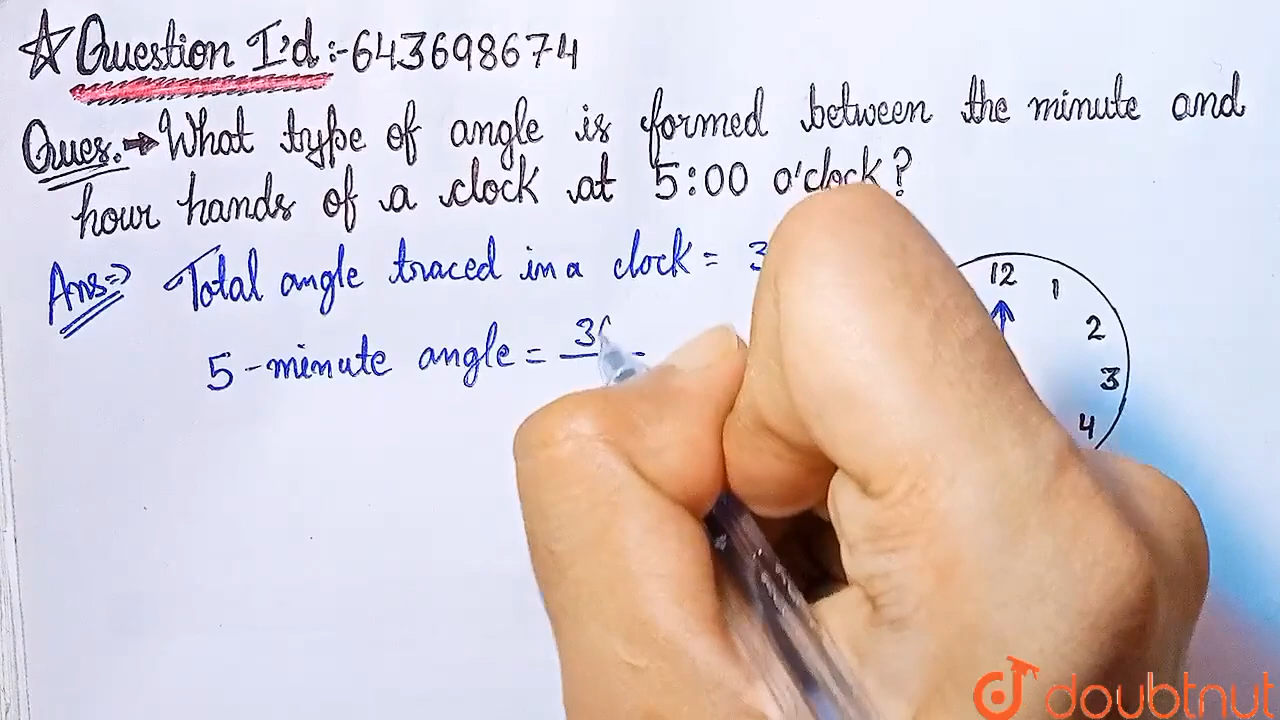 ☆ Question I'd:-643698674
Ques.→ What type of angle is formed between the minute and
hour hands of a clock at 5:00 o'clock?
Ans⇒ Total angle traced in a clock = 3
5-minute angle = 36
12
1
2
3
4
doubtnut